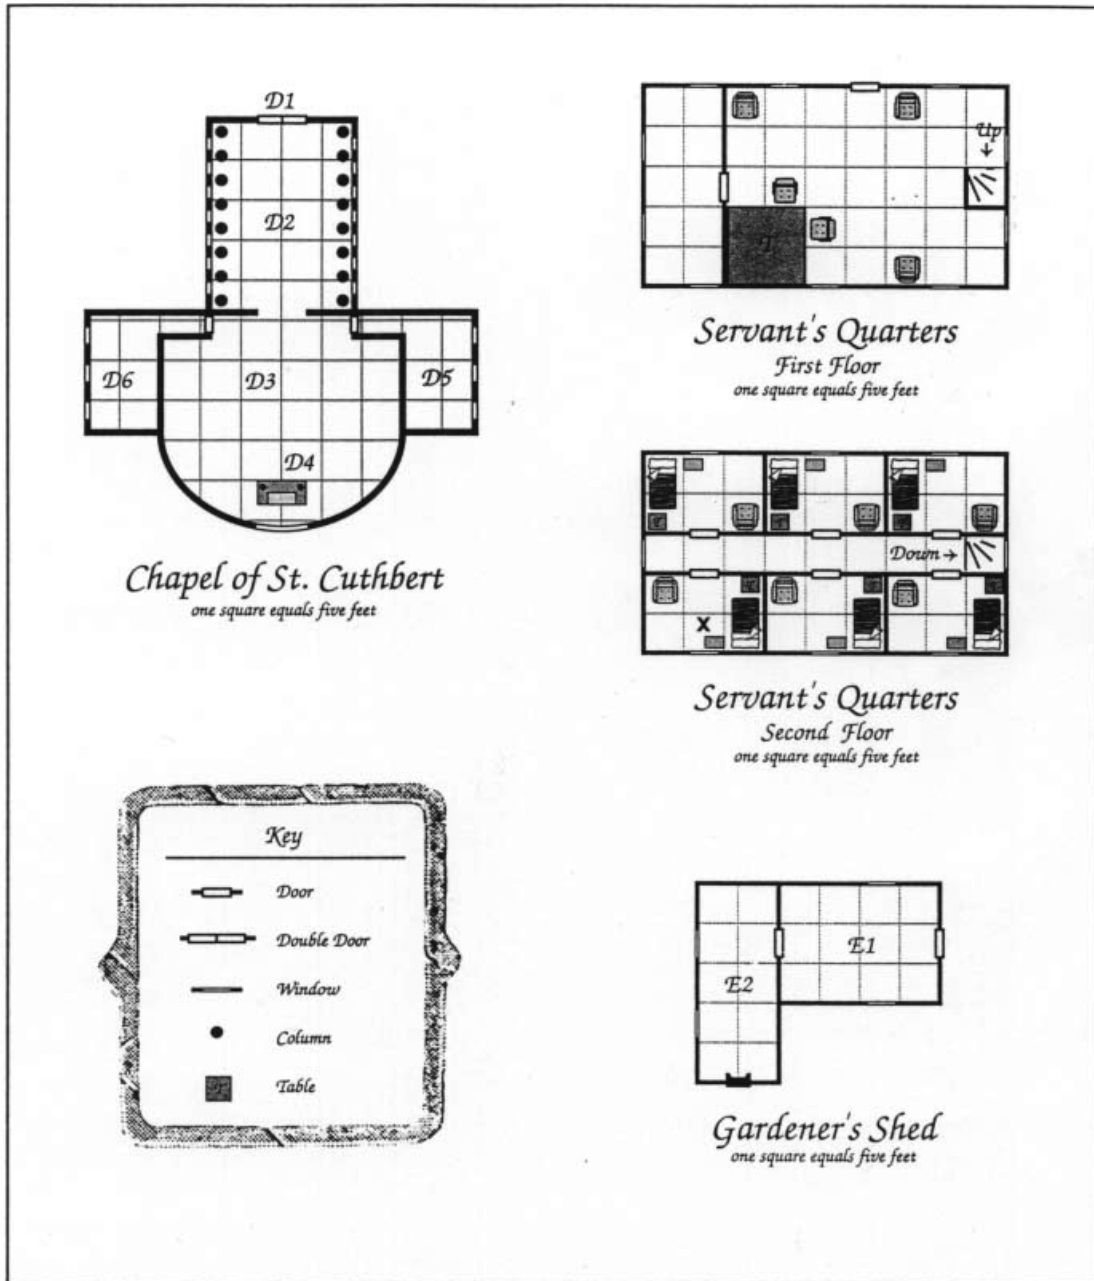 D1
D2
D6
D3
D5
D4
Chapel of St. Cuthbert
one square equals five feet
Up
T
Servant's Quarters
First Floor
one square equals five feet
T
T
T
Down
T
T
T
X
Servant's Quarters
Second Floor
one square equals five feet
Key
Door
Double Door
Window
Column
T
Table
E1
E2
Gardener's Shed
one square equals five feet